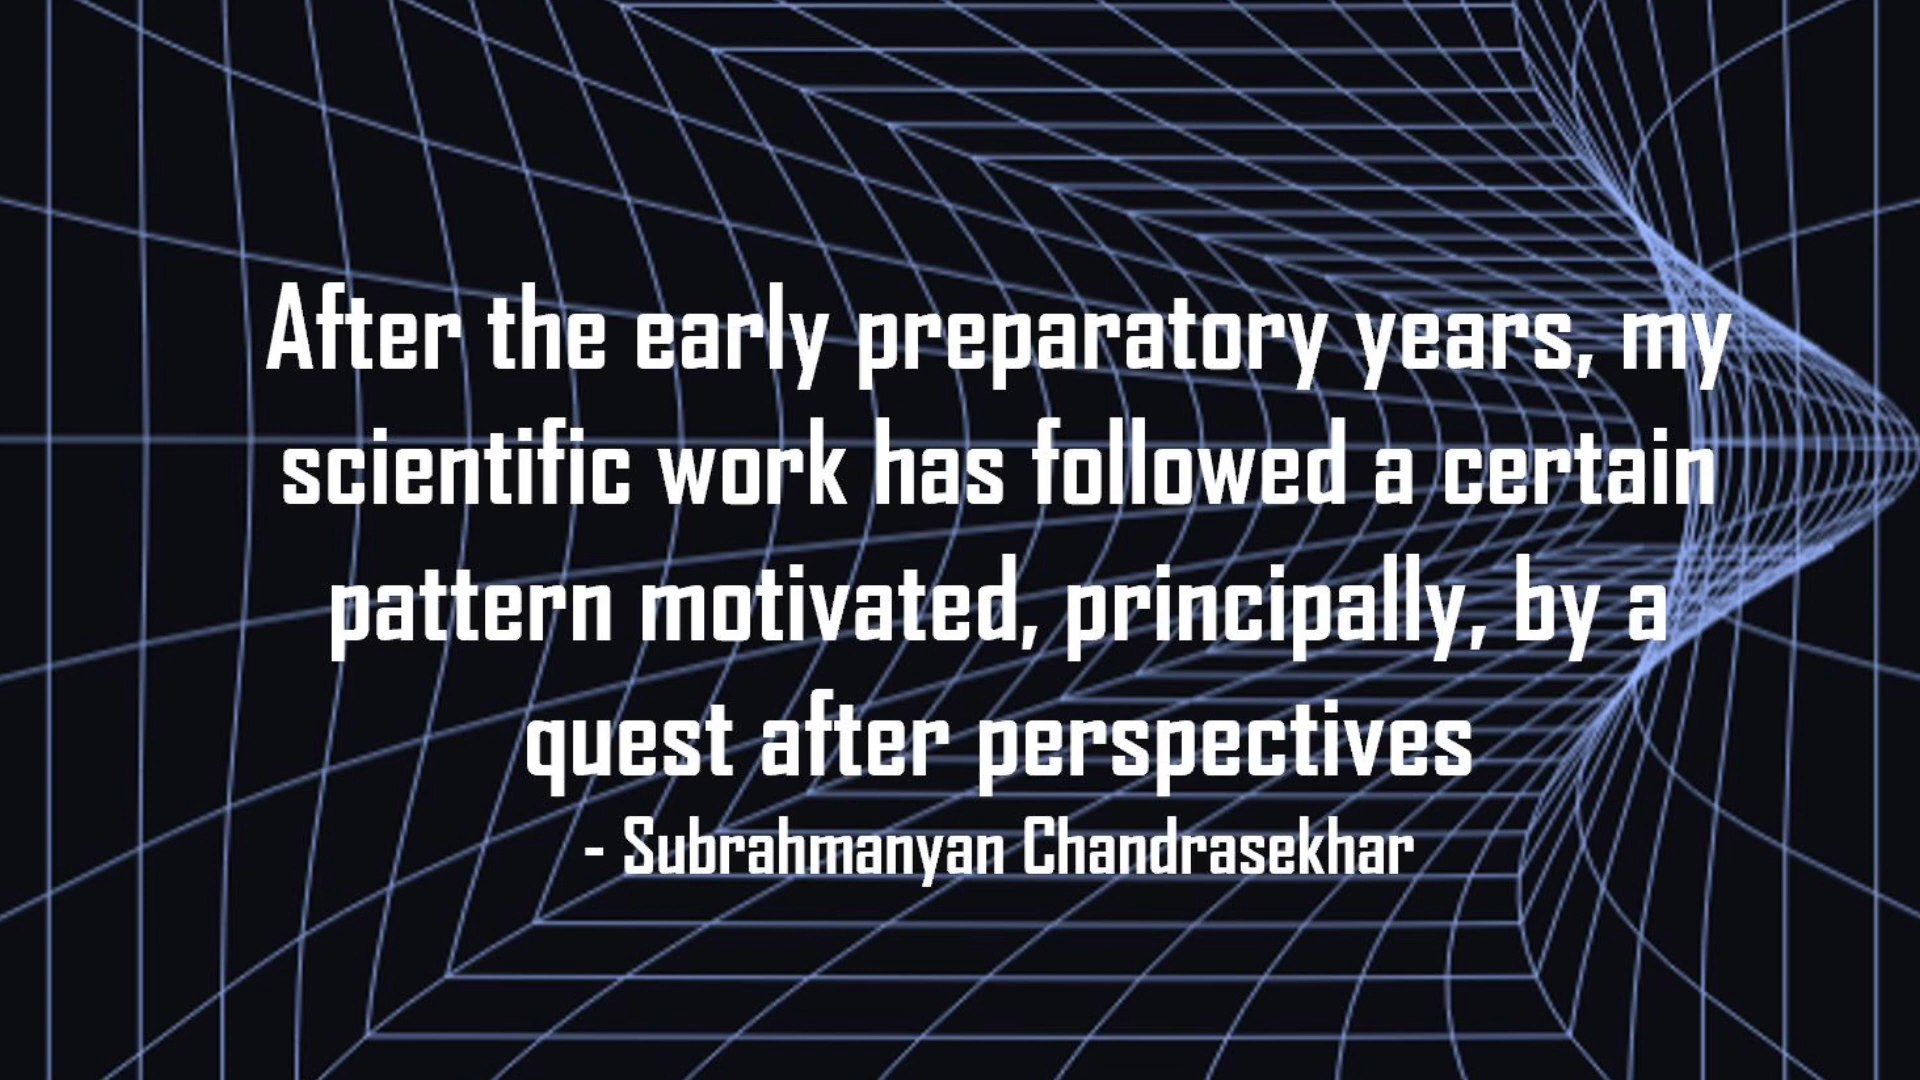 After the early preparatory years, my
scientific work has followed a certain
pattern motivated, principally, by a
quest after perspectives
- Subrahmanyan Chandrasekhar